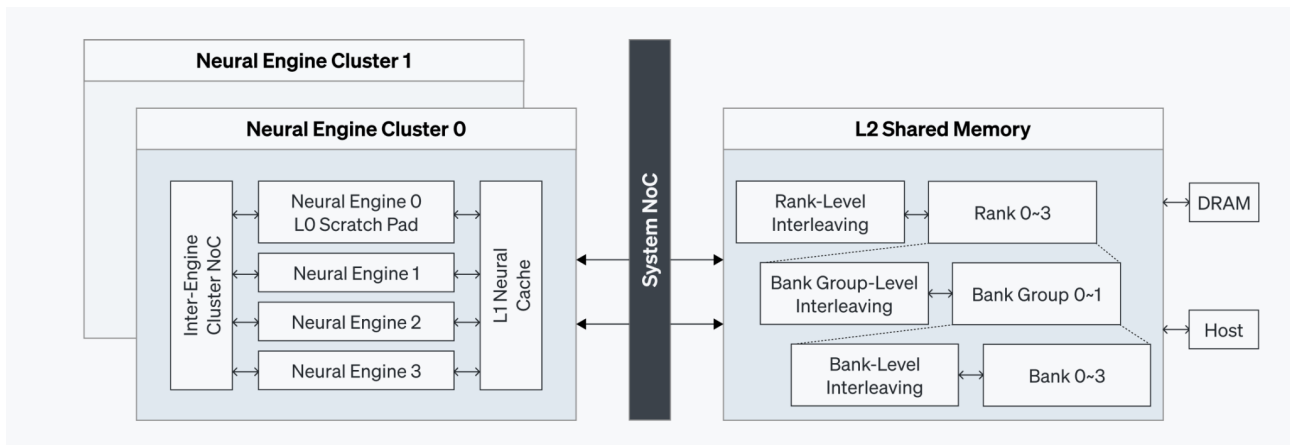 Neural Engine Cluster 1
Neural Engine Cluster 0
Inter-Engine
Cluster NoC
Neural Engine 0
L0 Scratch Pad
Neural Engine 1
Neural Engine 2
Neural Engine 3
L1 Neural
Cache
System NoC
L2 Shared Memory
Rank-Level
Interleaving
Rank 0~3
Bank Group-Level
Interleaving
Bank Group 0~1
Bank-Level
Interleaving
Bank 0~3
DRAM
Host